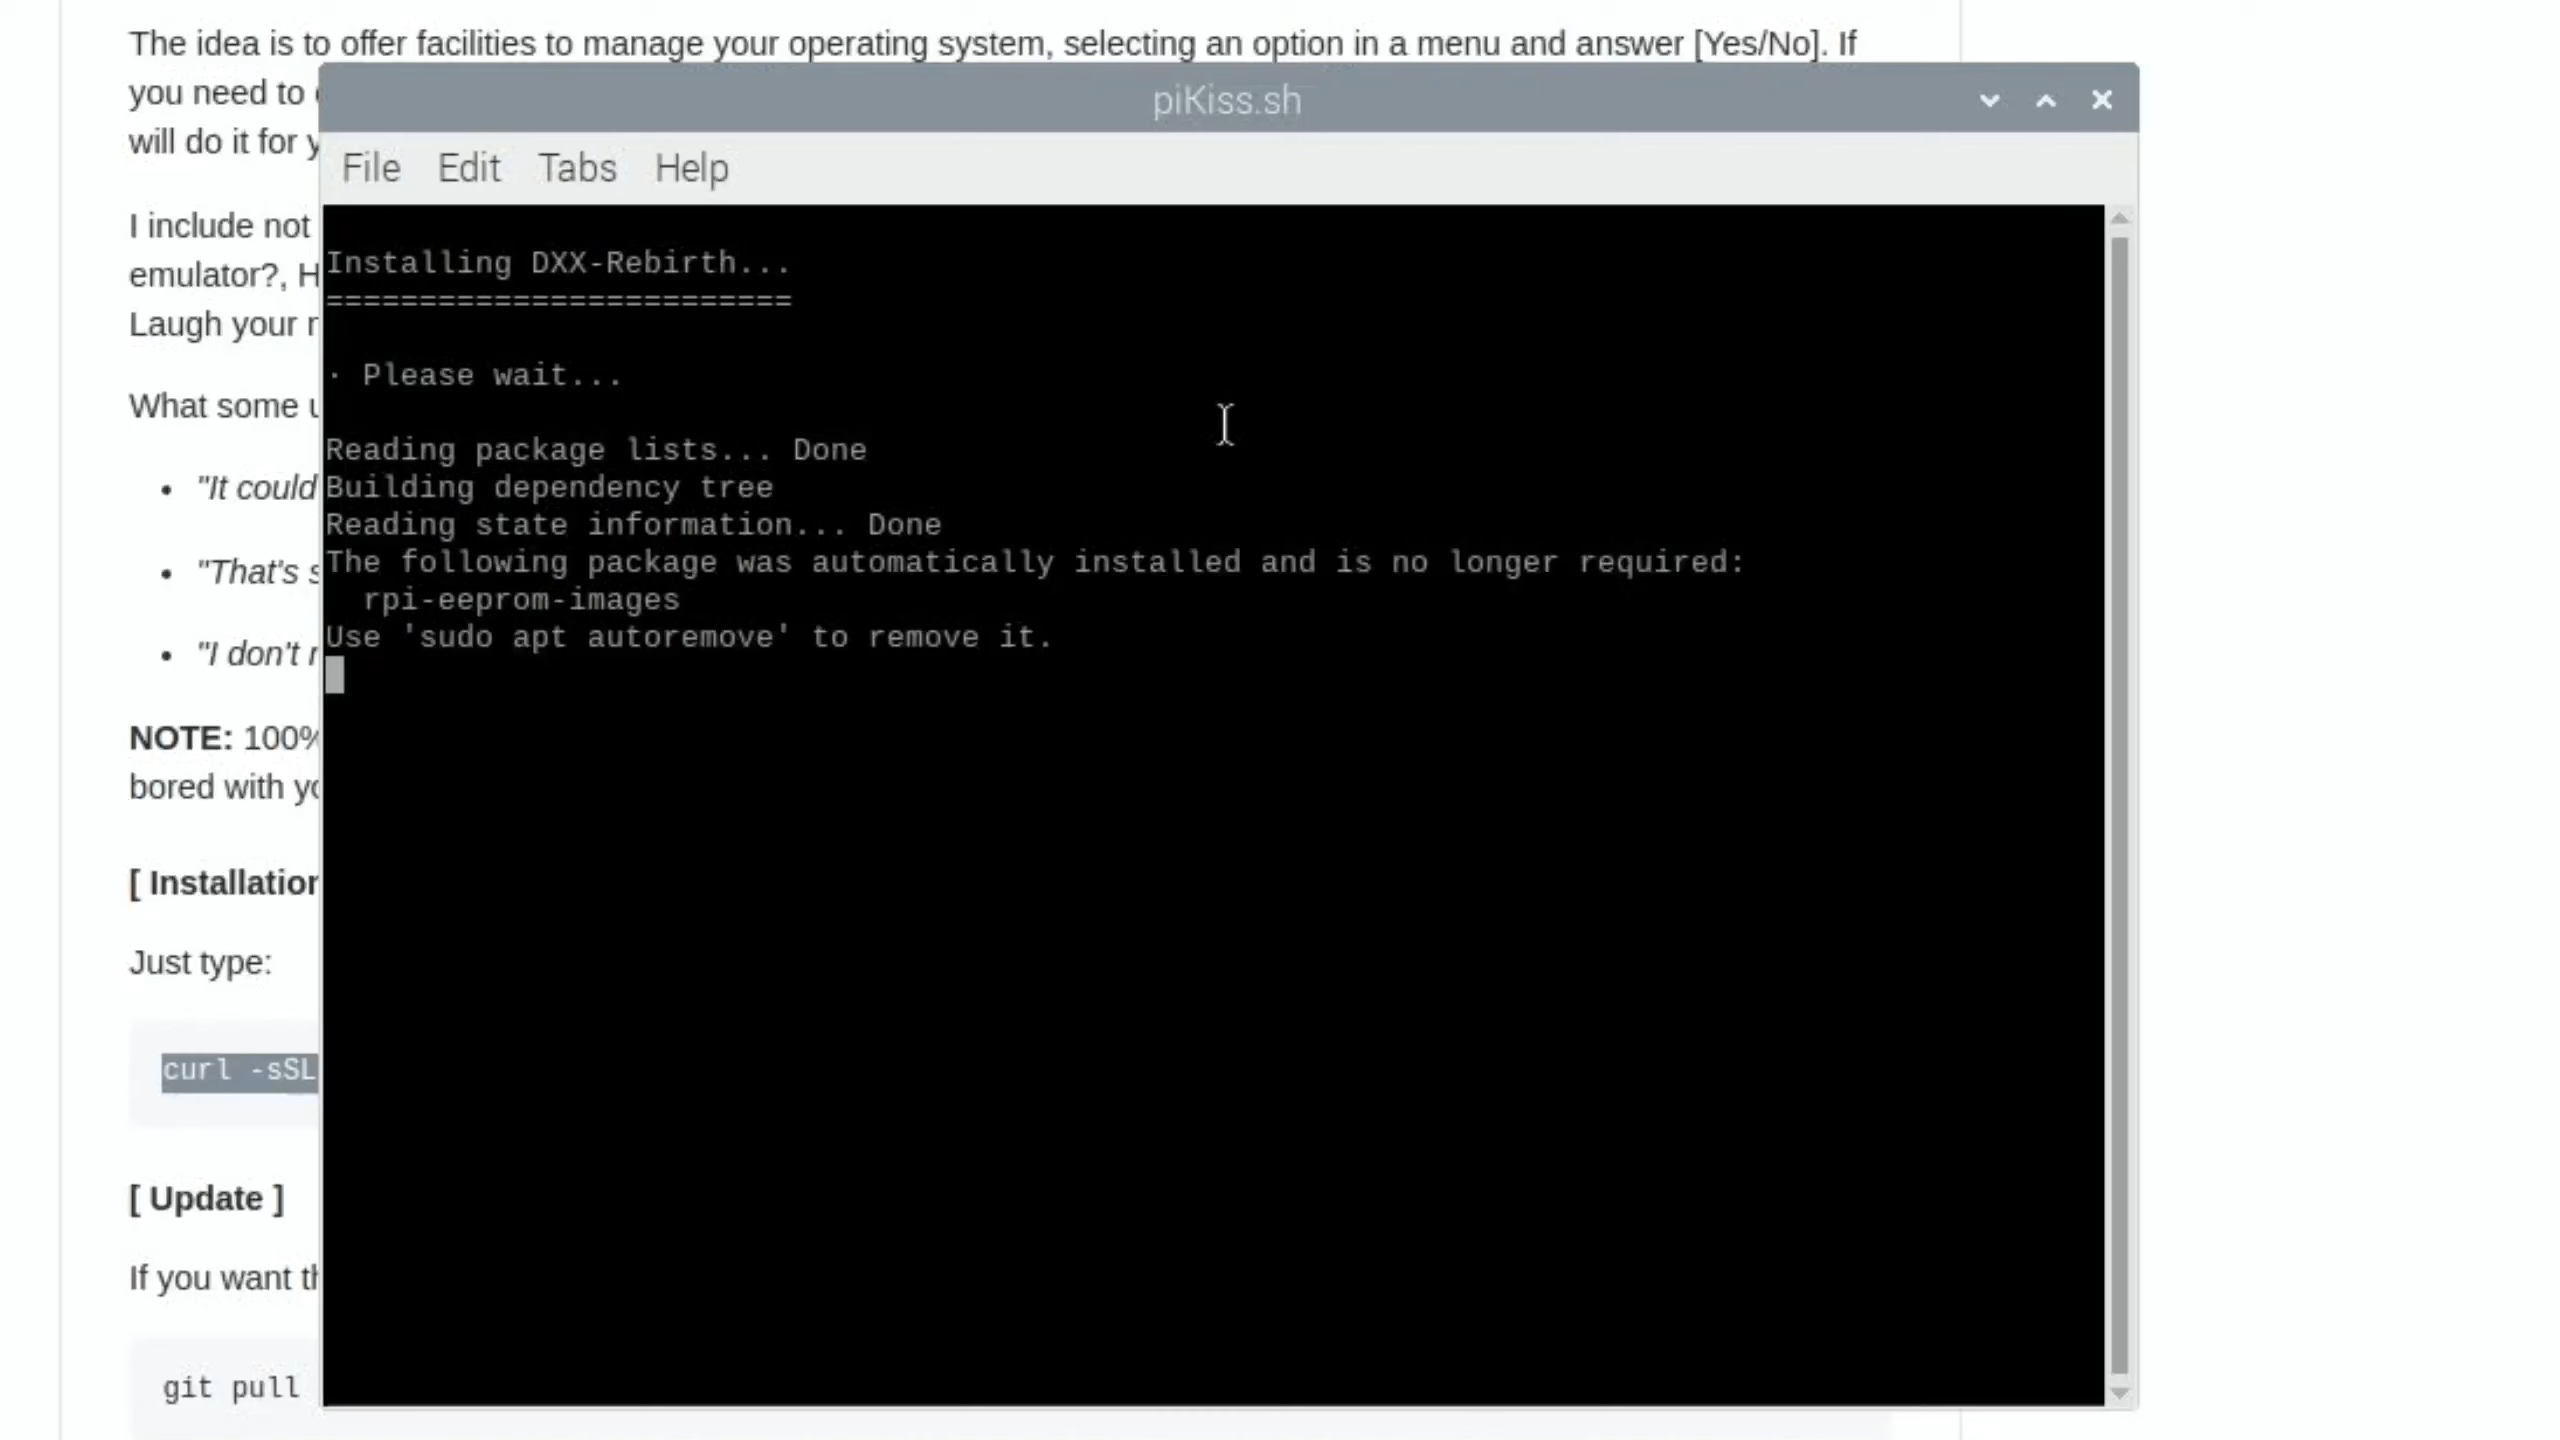 The idea is to offer facilities to manage your operating system, selecting an option in a menu and answer [Yes/No]. If
you need to
will do it for
piKiss.sh
File Edit Tabs Help
I include not
emulator?,
Laugh your
What some
• "It could
• "That's
• "I don't
NOTE: 100%
bored with
[ Installation
Just type:
curl -sSL
[ Update ]
If you want
git pull
Installing DXX-Rebirth...
=========================
· Please wait...
Reading package lists... Done
Building dependency tree
Reading state information... Done
The following package was automatically installed and is no longer required:
rpi-eeprom-images
Use 'sudo apt autoremove' to remove it.